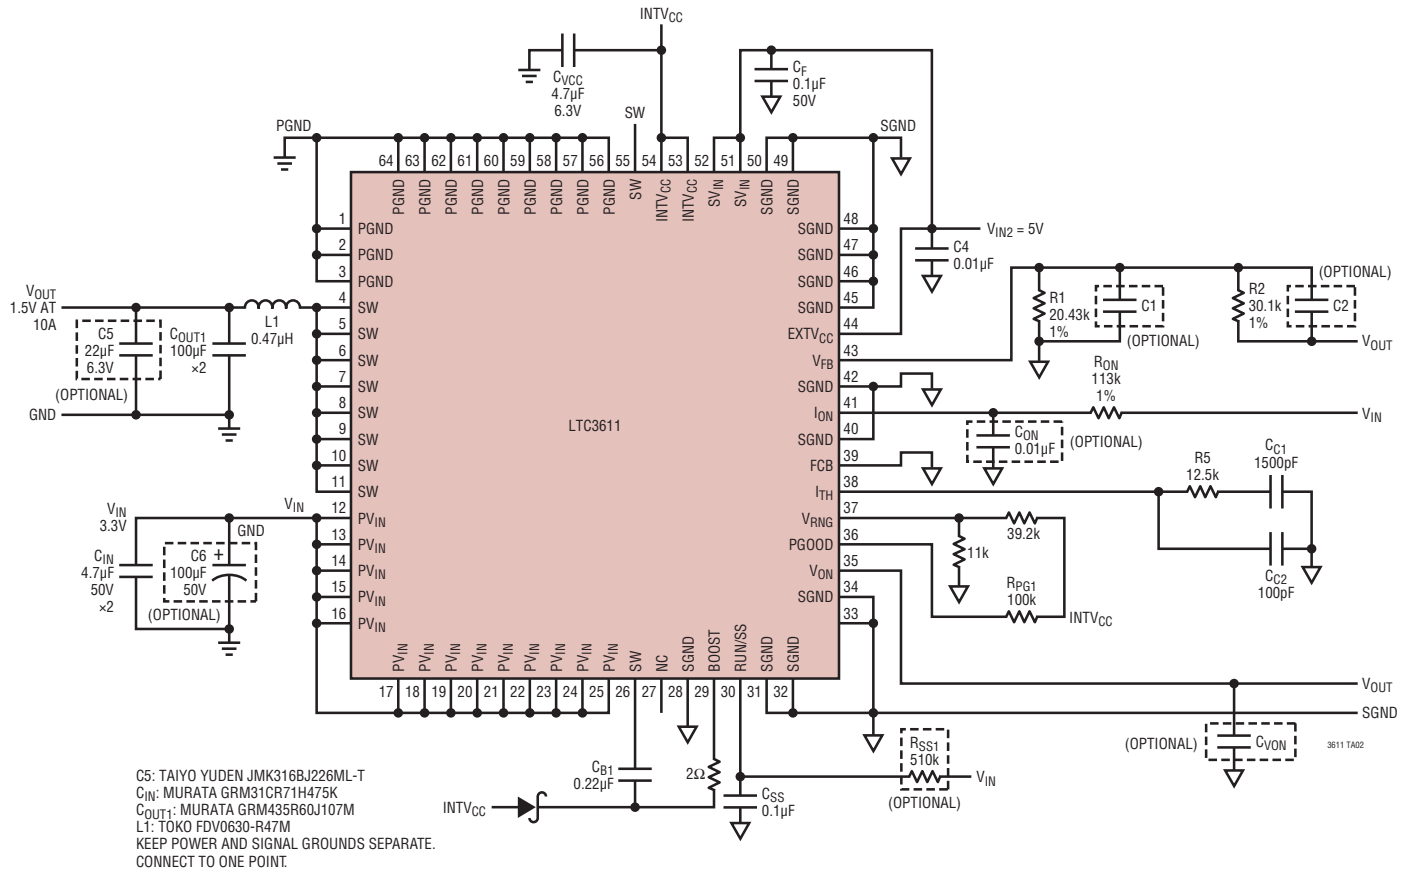 INTVCC
CVCC
4.7µF
6.3V
CF
0.1µF
50V
SW
PGND
SGND
64 63 62 61 60 59 58 57 56 55 54 53 52 51 50 49
PGND PGND PGND PGND PGND PGND PGND PGND PGND SW INTVCC INTVCC SVIN SVIN SGND SGND
1 PGND
2 PGND
3 PGND
4 SW
5 SW
6 SW
7 SW
8 SW
9 SW
10 SW
11 SW
12 PVIN
13 PVIN
14 PVIN
15 PVIN
16 PVIN
LTC3611
SGND 48
SGND 47
SGND 46
SGND 45
EXTVCC 44
VFB 43
SGND 42
ION 41
SGND 40
FCB 39
ITH 38
VRNG 37
PGOOD 36
VON 35
SGND 34
33
PVIN PVIN PVIN PVIN PVIN PVIN PVIN PVIN PVIN SW NC SGND BOOST RUN/SS SGND SGND
17 18 19 20 21 22 23 24 25 26 27 28 29 30 31 32
VOUT
1.5V AT
10A
C5
22µF
6.3V
(OPTIONAL)
COUT1
100µF
×2
L1
0.47µH
GND
VIN
3.3V
VIN
GND
CIN
4.7µF
50V
×2
C6
+
100µF
50V
(OPTIONAL)
VIN2 = 5V
C4
0.01µF
R1
20.43k
1%
C1
(OPTIONAL)
R2
30.1k
1%
(OPTIONAL)
C2
VOUT
RON
113k
1%
VIN
CON
0.01µF
(OPTIONAL)
R5
12.5k
CC1
1500pF
CC2
100pF
39.2k
11k
RPG1
100k
INTVCC
VOUT
SGND
(OPTIONAL)
CVON
3611 TA02
RSS1
510k
(OPTIONAL)
VIN
CB1
0.22µF
2Ω
CSS
0.1µF
INTVCC
C5: TAIYO YUDEN JMK316BJ226ML-T
CIN: MURATA GRM31CR71H475K
COUT1: MURATA GRM435R60J107M
L1: TOKO FDV0630-R47M
KEEP POWER AND SIGNAL GROUNDS SEPARATE.
CONNECT TO ONE POINT.